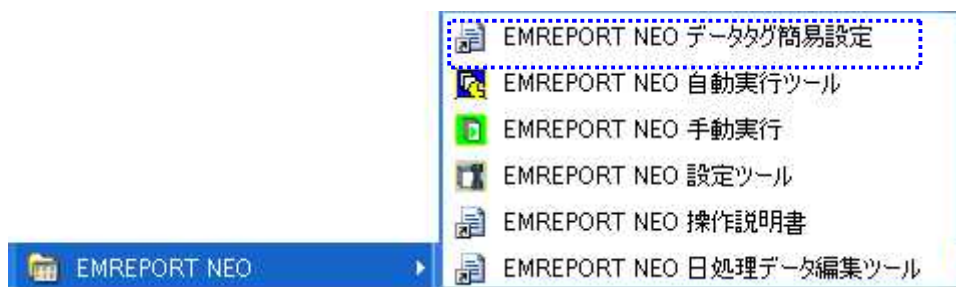 EMREPORT NEO データタグ簡易設定
EMREPORT NEO 自動実行ツール
EMREPORT NEO 手動実行
EMREPORT NEO 設定ツール
EMREPORT NEO 操作説明書
EMREPORT NEO
EMREPORT NEO 日処理データ編集ツール